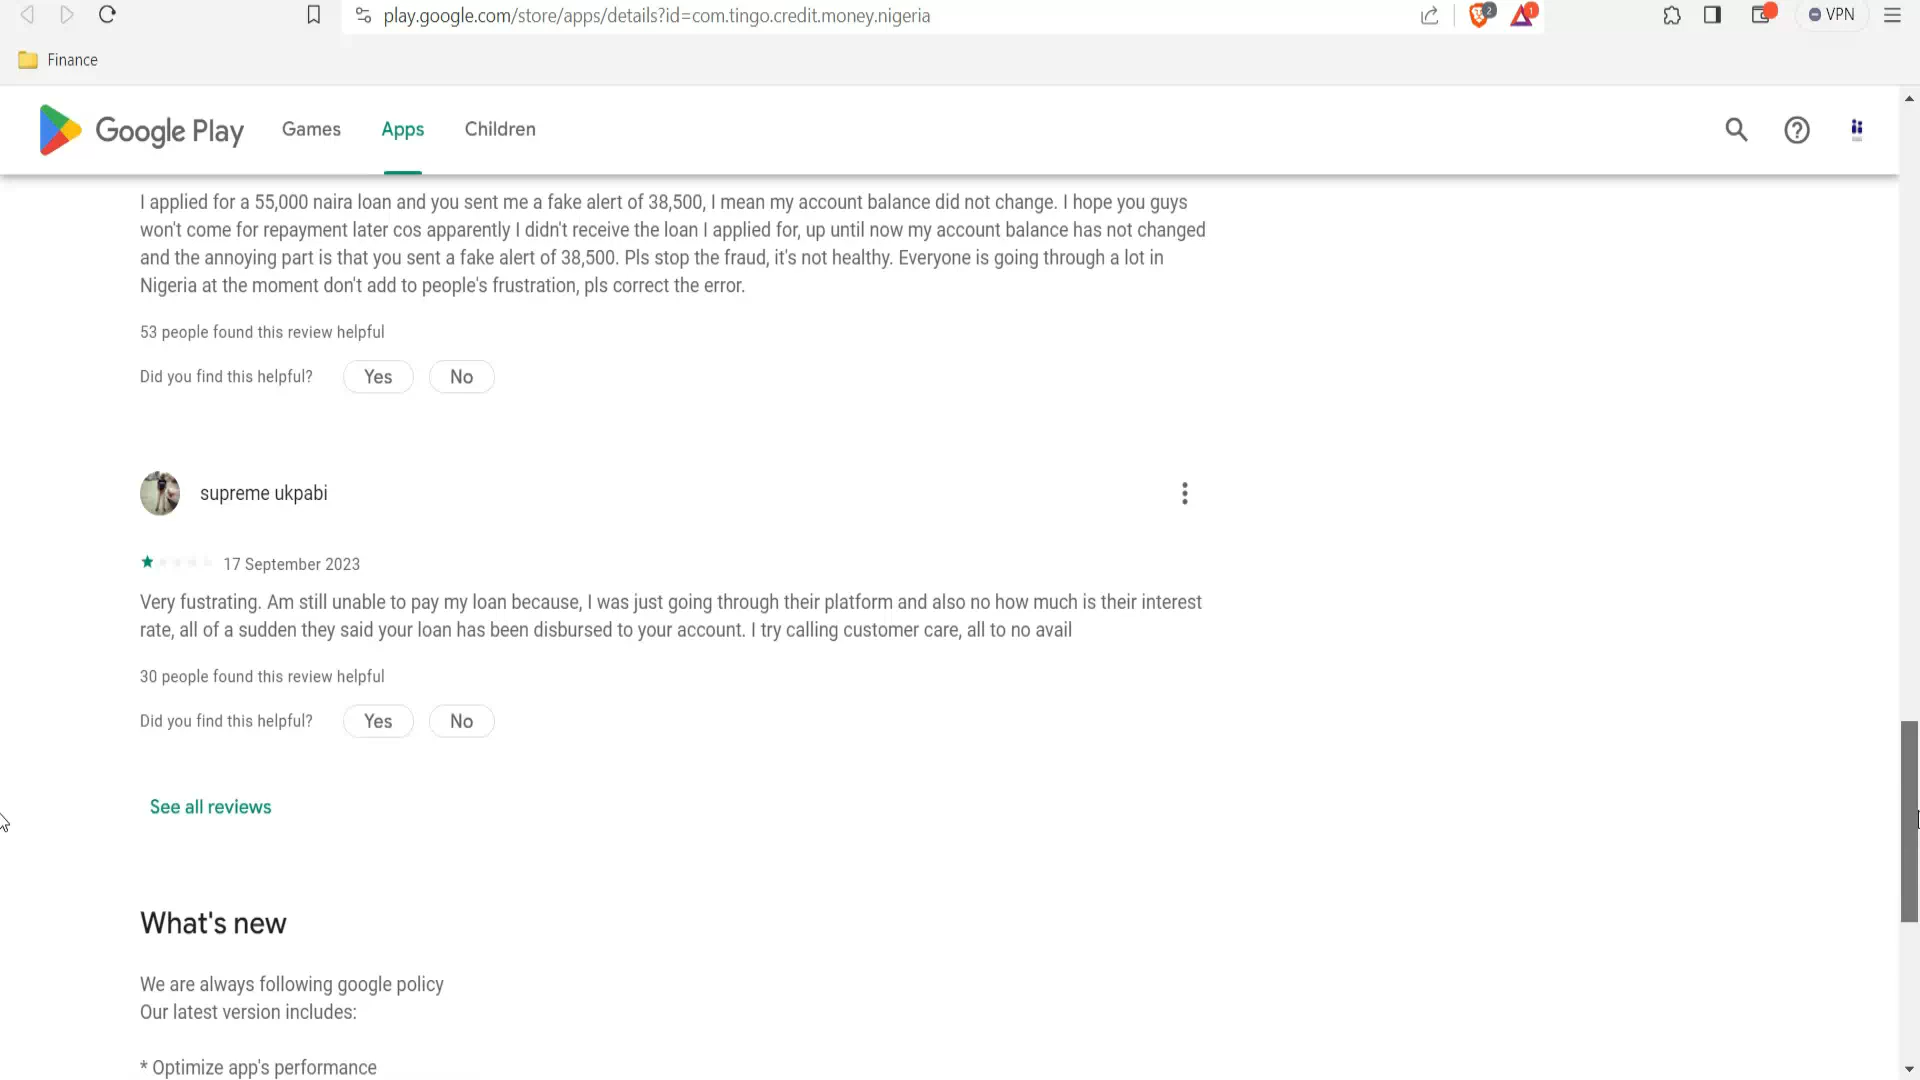 play.google.com/store/apps/details?id=com.tingo.credit.money.nigeria
2
1
VPN
Finance
Google Play
Games
Apps
Children
I applied for a 55,000 naira loan and you sent me a fake alert of 38,500, I mean my account balance did not change. I hope you guys
won't come for repayment later cos apparently I didn't receive the loan I applied for, up until now my account balance has not changed
and the annoying part is that you sent a fake alert of 38,500. Pls stop the fraud, it's not healthy. Everyone is going through a lot in
Nigeria at the moment don't add to people's frustration, pls correct the error.
53 people found this review helpful
Did you find this helpful?
Yes
No
supreme ukpabi
17 September 2023
Very fustrating. Am still unable to pay my loan because, I was just going through their platform and also no how much is their interest
rate, all of a sudden they said your loan has been disbursed to your account. I try calling customer care, all to no avail
30 people found this review helpful
Did you find this helpful?
Yes
No
See all reviews
What's new
We are always following google policy
Our latest version includes:
* Optimize app's performance